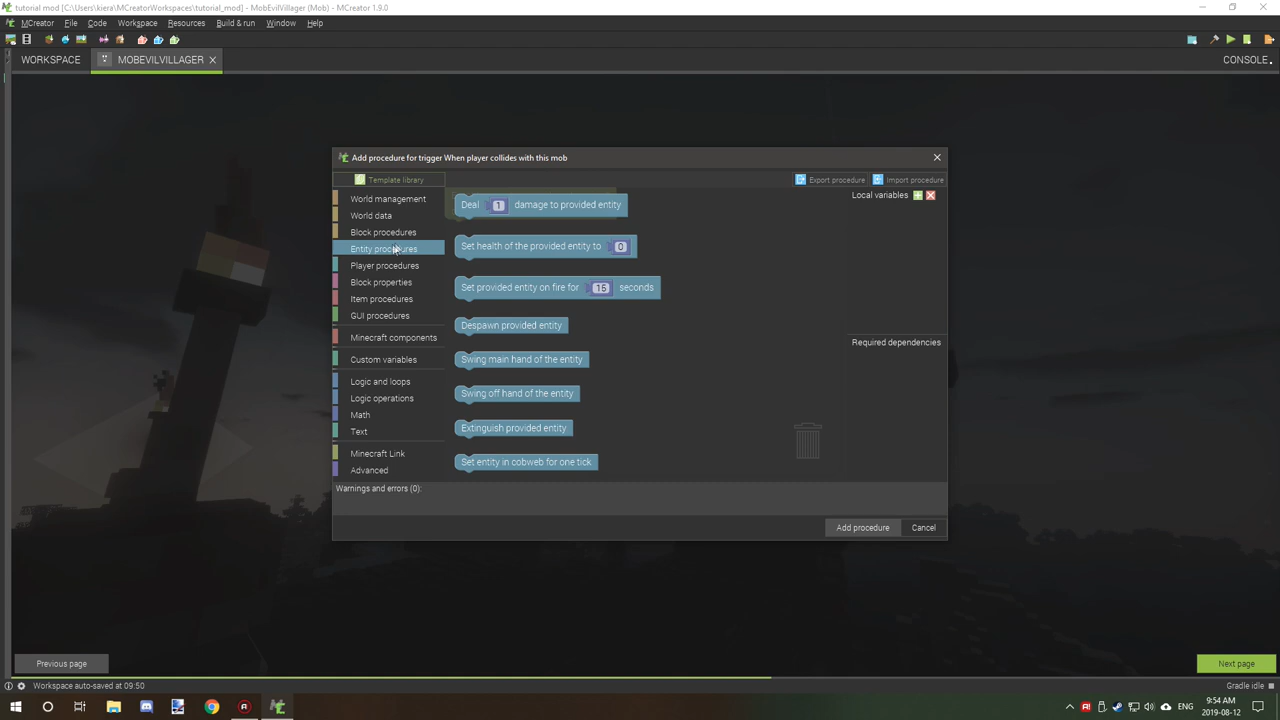 tutorial mod [C:\Users\kiera\MCreatorWorkspaces\tutorial_mod] - MobEvilVillager (Mob) - MCreator 1.9.0
MCreator File Code Workspace Resources Build & run Window Help
WORKSPACE MOBEVILVILLAGER CONSOLE
Add procedure for trigger When player collides with this mob
Template library Export procedure Import procedure
World management
World data
Block procedures
Entity procedures
Player procedures
Block properties
Item procedures
GUI procedures
Minecraft components
Custom variables
Logic and loops
Logic operations
Math
Text
Minecraft Link
Advanced
Deal 1 damage to provided entity
Set health of the provided entity to 0
Set provided entity on fire for 15 seconds
Despawn provided entity
Swing main hand of the entity
Swing off hand of the entity
Extinguish provided entity
Set entity in cobweb for one tick
Local variables
Required dependencies
Warnings and errors (0):
Add procedure Cancel
Previous page Next page
Workspace auto-saved at 09:50 Gradle idle
ENG 9:54 AM
2019-08-12